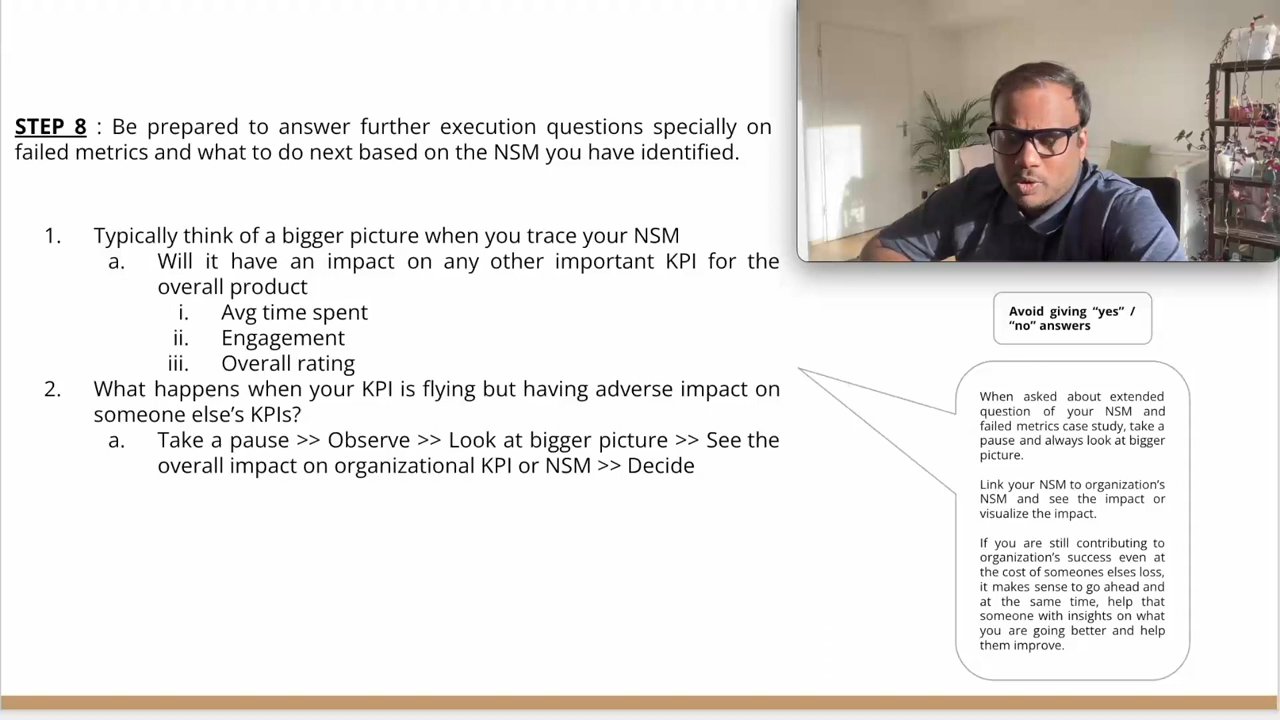 STEP 8 : Be prepared to answer further execution questions specially on
failed metrics and what to do next based on the NSM you have identified.
1. Typically think of a bigger picture when you trace your NSM
a. Will it have an impact on any other important KPI for the
overall product
i. Avg time spent
ii. Engagement
iii. Overall rating
2. What happens when your KPI is flying but having adverse impact on
someone else's KPIs?
a. Take a pause >> Observe >> Look at bigger picture >> See the
overall impact on organizational KPI or NSM >> Decide
Avoid giving “yes” /
“no” answers
When asked about extended
question of your NSM and
failed metrics case study, take a
pause and always look at bigger
picture.
Link your NSM to organization's
NSM and see the impact or
visualize the impact.
If you are still contributing to
organization's success even at
the cost of someones elses loss,
it makes sense to go ahead and
at the same time, help that
someone with insights on what
you are going better and help
them improve.